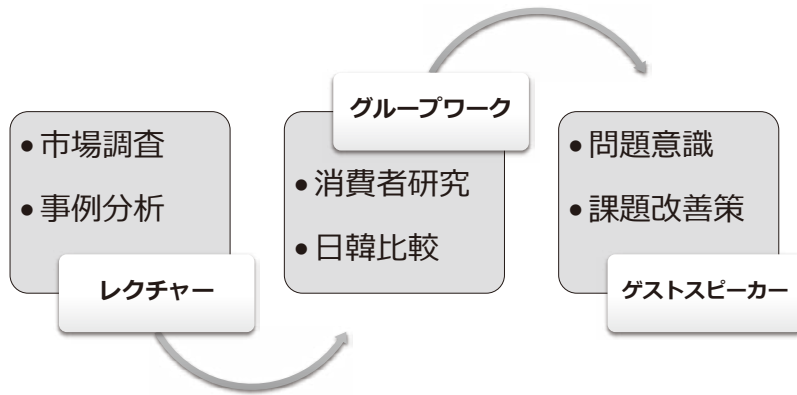 • 市場調査
• 事例分析
レクチャー
グループワーク
• 消費者研究
• 日韓比較
• 問題意識
• 課題改善策
ゲストスピーカー